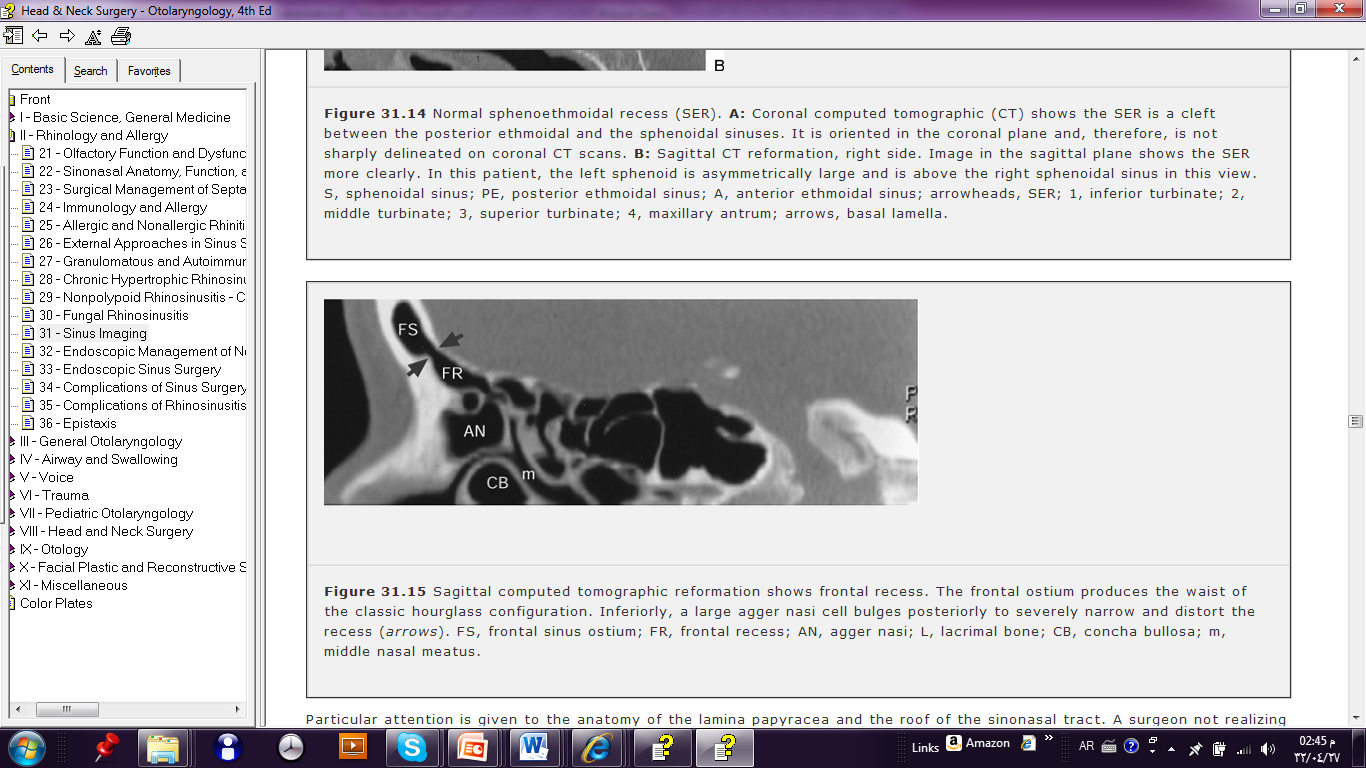 Head & Neck Surgery - Otolaryngology, 4th Ed
Contents
Search
Favorites
Front
I - Basic Science, General Medicine
II - Rhinology and Allergy
21 - Olfactory Function and Dysfunc
22 - Sinonasal Anatomy, Function, a
23 - Surgical Management of Septa
24 - Immunology and Allergy
25 - Allergic and Nonallergic Rhiniti
26 - External Approaches in Sinus S
27 - Granulomatous and Autoimmur
28 - Chronic Hypertrophic Rhinosinu
29 - Nonpolypoid Rhinosinusitis - C
30 - Fungal Rhinosinusitis
31 - Sinus Imaging
32 - Endoscopic Management of N
33 - Endoscopic Sinus Surgery
34 - Complications of Sinus Surgery
35 - Complications of Rhinosinusitis
36 - Epistaxis
III - General Otolaryngology
IV - Airway and Swallowing
V - Voice
VI - Trauma
VII - Pediatric Otolaryngology
VIII - Head and Neck Surgery
IX - Otology
X - Facial Plastic and Reconstructive S
XI - Miscellaneous
Color Plates
B
Figure 31.14 Normal sphenoethmoidal recess (SER). A: Coronal computed tomographic (CT) shows the SER is a cleft
between the posterior ethmoidal and the sphenoidal sinuses. It is oriented in the coronal plane and, therefore, is not
sharply delineated on coronal CT scans. B: Sagittal CT reformation, right side. Image in the sagittal plane shows the SER
more clearly. In this patient, the left sphenoid is asymmetrically large and is above the right sphenoidal sinus in this view.
S, sphenoidal sinus; PE, posterior ethmoidal sinus; A, anterior ethmoidal sinus; arrowheads, SER; 1, inferior turbinate; 2,
middle turbinate; 3, superior turbinate; 4, maxillary antrum; arrows, basal lamella.
FS
FR
AN
CB
m
P
R
Figure 31.15 Sagittal computed tomographic reformation shows frontal recess. The frontal ostium produces the waist of
the classic hourglass configuration. Inferiorly, a large agger nasi cell bulges posteriorly to severely narrow and distort the
recess (arrows). FS, frontal sinus ostium; FR, frontal recess; AN, agger nasi; L, lacrimal bone; CB, concha bullosa; m,
middle nasal meatus.
Particular attention is given to the anatomy of the lamina papyracea and the roof of the sinonasal tract. A surgeon not realizing
Links
Amazon
AR
02:45 م
٣٢/٠٤/٢٧